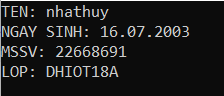 TEN: nhathuy
NGAY SINH: 16.07.2003
MSSV: 22668691
LOP: DHIOT18A